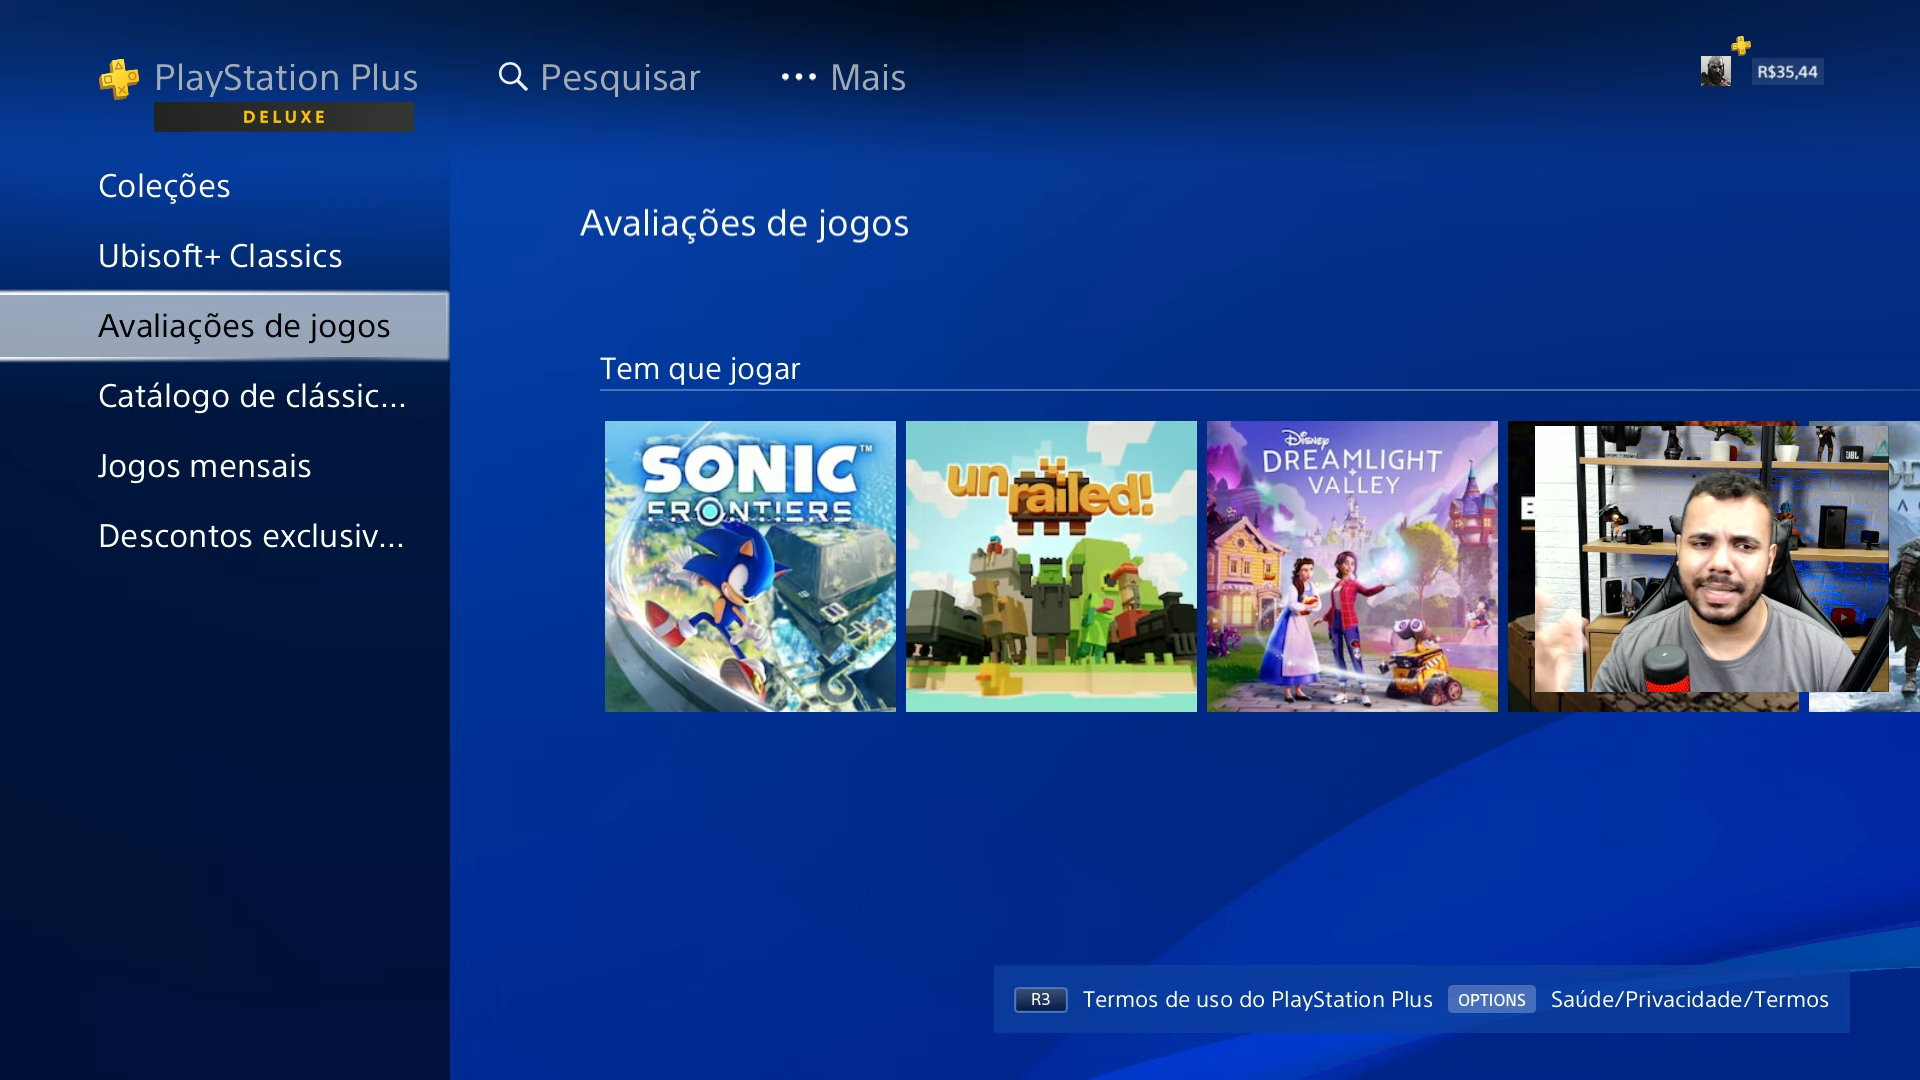 PlayStation Plus
DELUXE
Pesquisar
Mais
R$35,44
Coleções
Ubisoft+ Classics
Avaliações de jogos
Catálogo de clássic...
Jogos mensais
Descontos exclusiv...
Avaliações de jogos
Tem que jogar
SONIC™
FRONTIERS
unrailed!
Disney
DREAMLIGHT
VALLEY
JBL
R3 Termos de uso do PlayStation Plus OPTIONS Saúde/Privacidade/Termos